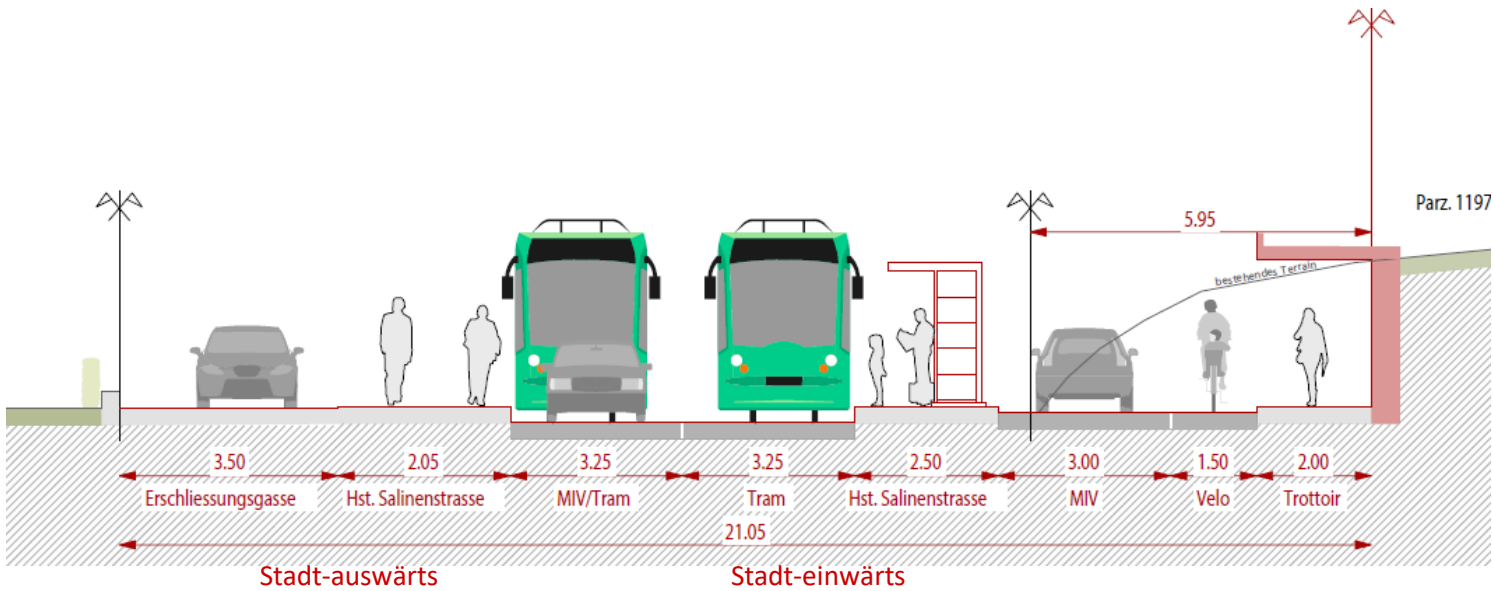 Parz. 1197
5.95
bestehendes Terrain
3.50 2.05 3.25 3.25 2.50 3.00 1.50 2.00
Erschliessungsgasse Hst. Salinenstrasse MIV/Tram Tram Hst. Salinenstrasse MIV Velo Trottoir
21.05
Stadt-auswärts Stadt-einwärts